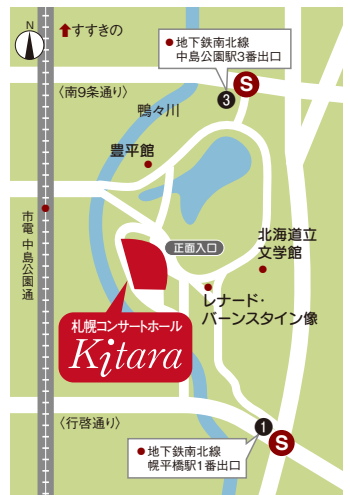 N
すすきの
●地下鉄南北線
中島公園駅3番出口
〈南9条通り〉
S
3
鴨々川
豊平館
市電 中島公園通
正面入口
北海道立
文学館
レナード・
バーンスタイン像
札幌コンサートホール
Kitara
〈行啓通り〉
1
S
●地下鉄南北線
幌平橋駅1番出口